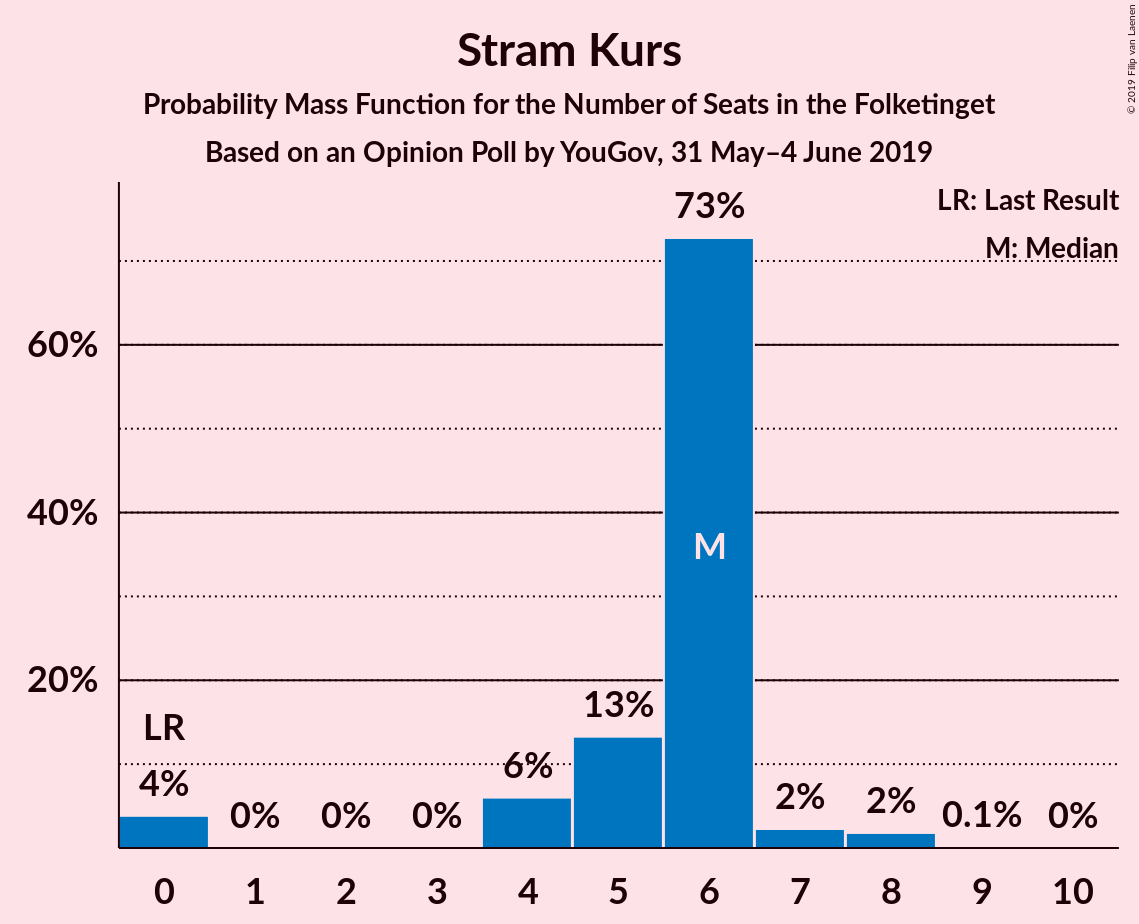 Stram Kurs
Probability Mass Function for the Number of Seats in the Folketinget
Based on an Opinion Poll by YouGov, 31 May–4 June 2019
© 2019 Filip van Laenen
LR: Last Result
M: Median
73%
60%
40%
20%
M
LR
4%
0%
0%
0%
6%
13%
2%
2%
0.1%
0%
0 1 2 3 4 5 6 7 8 9 10